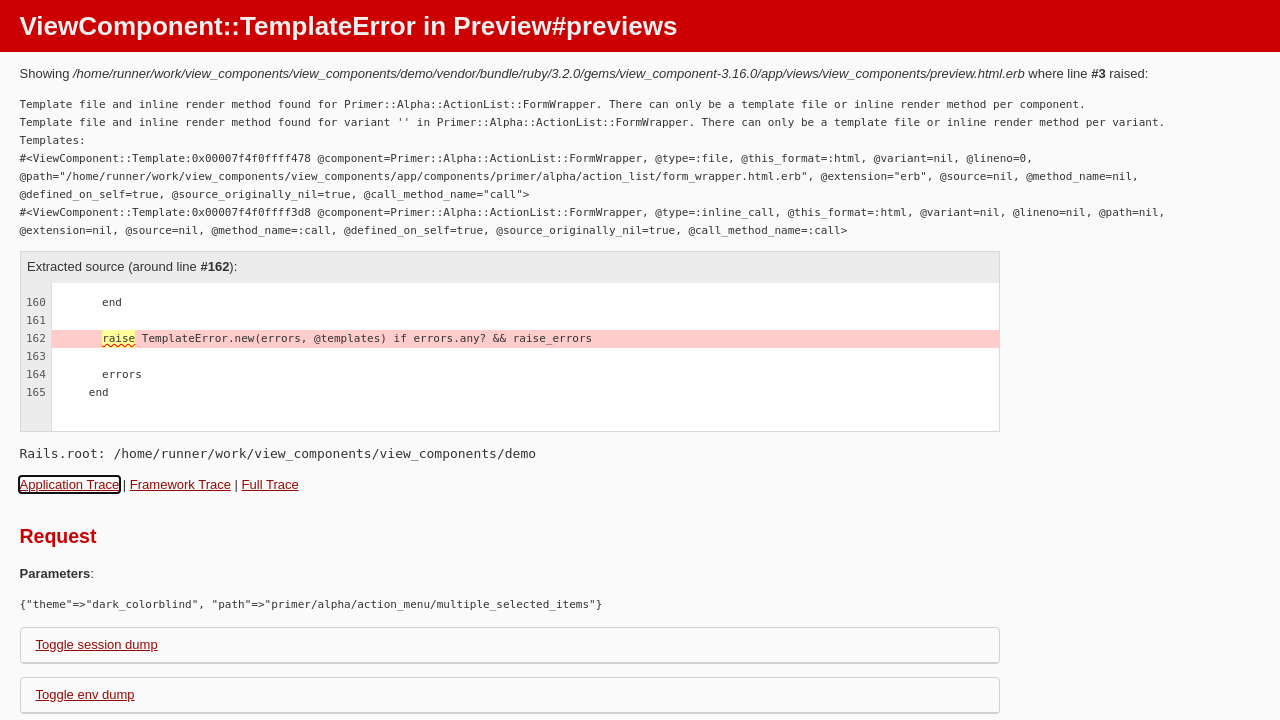 ViewComponent::TemplateError in Preview#previews
Showing /home/runner/work/view_components/view_components/demo/vendor/bundle/ruby/3.2.0/gems/view_component-3.16.0/app/views/view_components/preview.html.erb where line #3 raised:
Template file and inline render method found for Primer::Alpha::ActionList::FormWrapper. There can only be a template file or inline render method per component.
Template file and inline render method found for variant '' in Primer::Alpha::ActionList::FormWrapper. There can only be a template file or inline render method per variant.
Templates:
#<ViewComponent::Template:0x00007f4f0ffff478 @component=Primer::Alpha::ActionList::FormWrapper, @type=:file, @this_format=:html, @variant=nil, @lineno=0,
@path="/home/runner/work/view_components/view_components/app/components/primer/alpha/action_list/form_wrapper.html.erb", @extension="erb", @source=nil, @method_name=nil,
@defined_on_self=true, @source_originally_nil=true, @call_method_name="call">
#<ViewComponent::Template:0x00007f4f0ffff3d8 @component=Primer::Alpha::ActionList::FormWrapper, @type=:inline_call, @this_format=:html, @variant=nil, @lineno=nil, @path=nil,
@extension=nil, @source=nil, @method_name=:call, @defined_on_self=true, @source_originally_nil=true, @call_method_name=:call>
Extracted source (around line #162):
160 end
161
162 raise TemplateError.new(errors, @templates) if errors.any? && raise_errors
163
164 errors
165 end
Rails.root: /home/runner/work/view_components/view_components/demo
Application Trace | Framework Trace | Full Trace
Request
Parameters:
{"theme"=>"dark_colorblind", "path"=>"primer/alpha/action_menu/multiple_selected_items"}
Toggle session dump
Toggle env dump